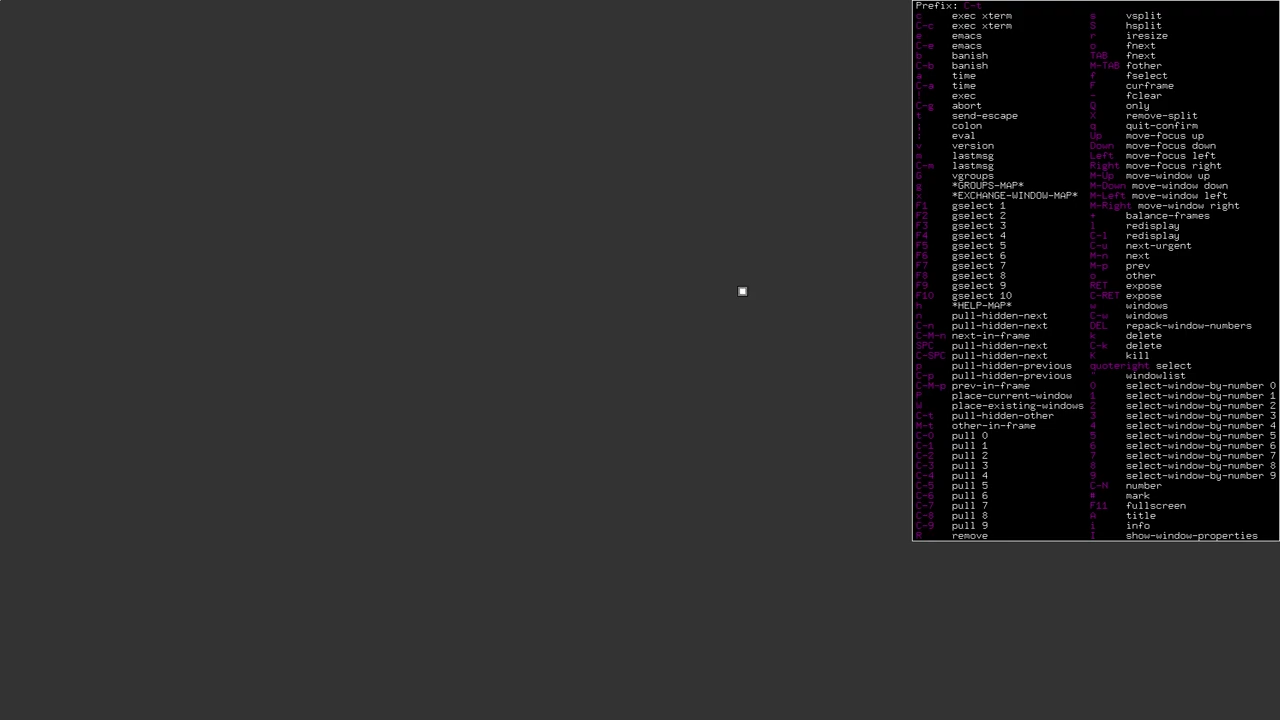 Prefix: C-t
c exec xterm s vsplit
C-c exec xterm S hsplit
e emacs r iresize
C-e emacs o fnext
b banish TAB fnext
C-b banish M-TAB fother
a time f fselect
C-a time F curframe
! exec - fclear
C-g abort Q only
t send-escape X remove-split
; colon q quit-confirm
: eval Up move-focus up
v version Down move-focus down
m lastmsg Left move-focus left
C-m lastmsg Right move-focus right
G vgroups M-Up move-window up
g *GROUPS-MAP* M-Down move-window down
x *EXCHANGE-WINDOW-MAP* M-Left move-window left
F1 gselect 1 M-Right move-window right
F2 gselect 2 + balance-frames
F3 gselect 3 l redisplay
F4 gselect 4 C-l redisplay
F5 gselect 5 C-u next-urgent
F6 gselect 6 M-n next
F7 gselect 7 M-p prev
F8 gselect 8 o other
F9 gselect 9 RET expose
F10 gselect 10 C-RET expose
h *HELP-MAP* w windows
n pull-hidden-next C-w windows
C-n pull-hidden-next DEL repack-window-numbers
C-M-n next-in-frame k delete
SPC pull-hidden-next C-k delete
C-SPC pull-hidden-next K kill
p pull-hidden-previous quoteright select
C-p pull-hidden-previous " windowlist
C-M-p prev-in-frame 0 select-window-by-number 0
P place-current-window 1 select-window-by-number 1
W place-existing-windows 2 select-window-by-number 2
C-t pull-hidden-other 3 select-window-by-number 3
M-t other-in-frame 4 select-window-by-number 4
C-0 pull 0 5 select-window-by-number 5
C-1 pull 1 6 select-window-by-number 6
C-2 pull 2 7 select-window-by-number 7
C-3 pull 3 8 select-window-by-number 8
C-4 pull 4 9 select-window-by-number 9
C-5 pull 5 C-N number
C-6 pull 6 # mark
C-7 pull 7 F11 fullscreen
C-8 pull 8 A title
C-9 pull 9 i info
R remove I show-window-properties